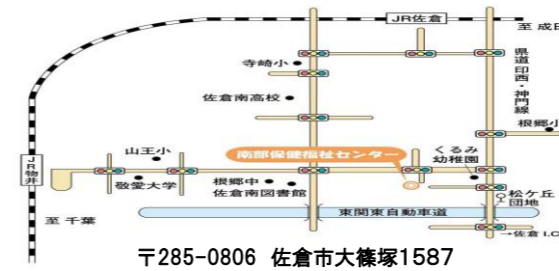 JR佐倉
至 成田
県道 印西・神門線
寺崎小
佐倉南高校
根郷小
山王小
南部保健福祉センター
くるみ
幼稚園
JR物井
敬愛大学
根郷中
佐倉南図書館
松ケ丘
団地
至 千葉
東関東自動車道
→佐倉 I.C
〒285-0806 佐倉市大篠塚1587